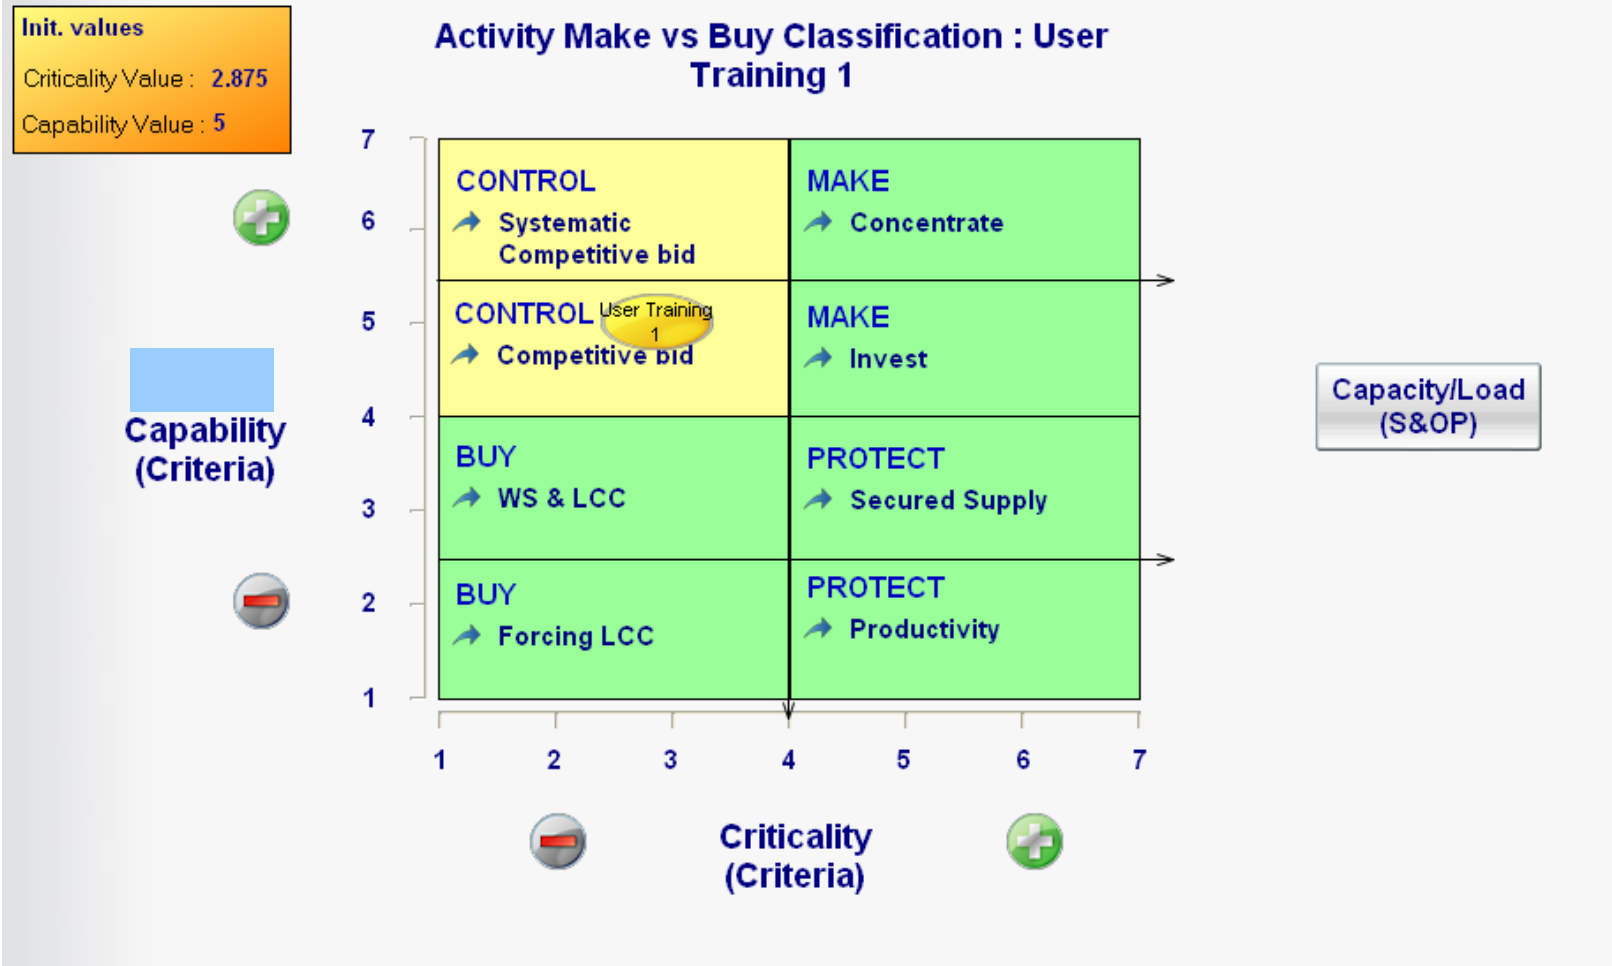 Init. values
Criticality Value : 2.875
Capability Value : 5
Activity Make vs Buy Classification : User
Training 1
7
6
5
4
3
2
1
CONTROL
Systematic
Competitive bid
MAKE
Concentrate
CONTROL
User Training
1
Competitive bid
MAKE
Invest
BUY
WS & LCC
PROTECT
Secured Supply
BUY
Forcing LCC
PROTECT
Productivity
Capability
(Criteria)
Capacity/Load
(S&OP)
1 2 3 4 5 6 7
Criticality
(Criteria)